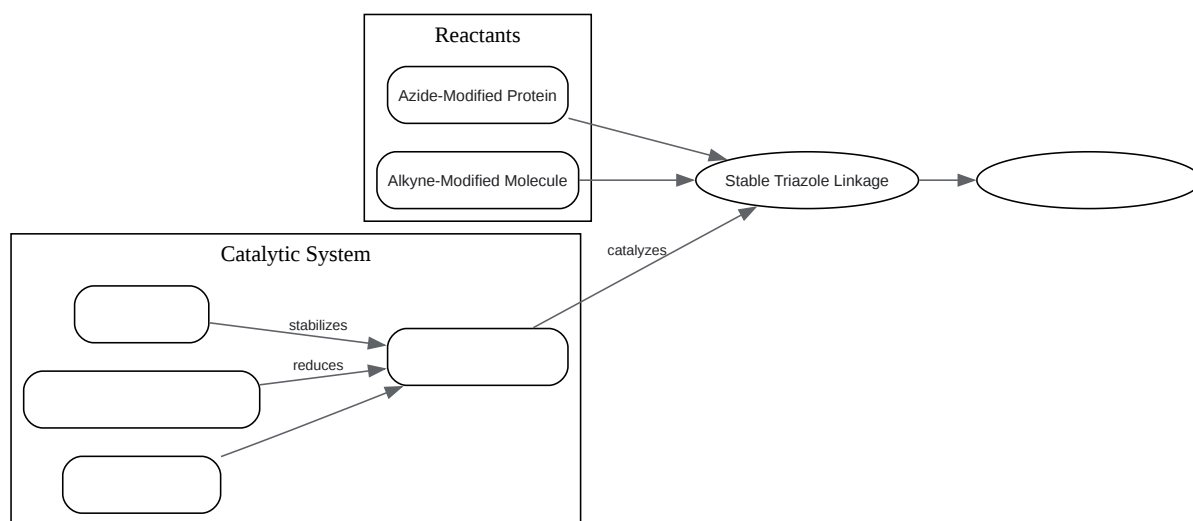 Reactants
Azide-Modified Protein
Alkyne-Modified Molecule
Stable Triazole Linkage
catalyzes
Catalytic System
stabilizes
reduces